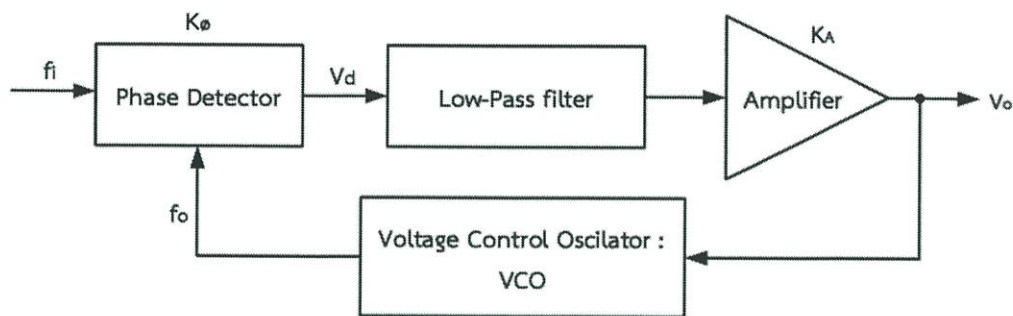 KØ
KA
fi
Phase Detector
Vd
Low-Pass filter
Amplifier
Vo
fo
Voltage Control Oscilator :
VCO